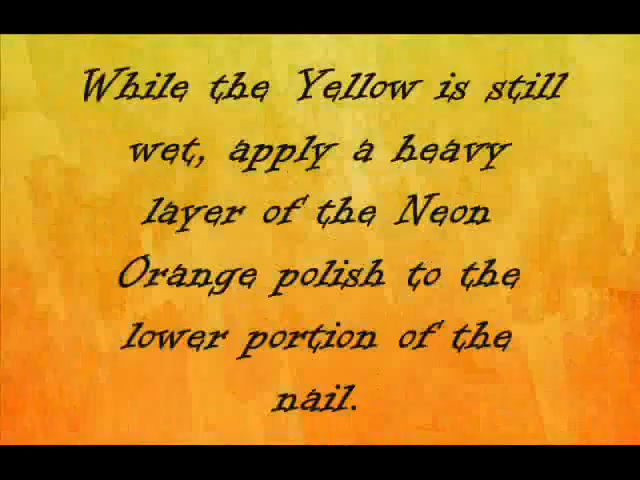 While the Yellow is still
wet, apply a heavy
layer of the Neon
Orange polish to the
lower portion of the
nail.